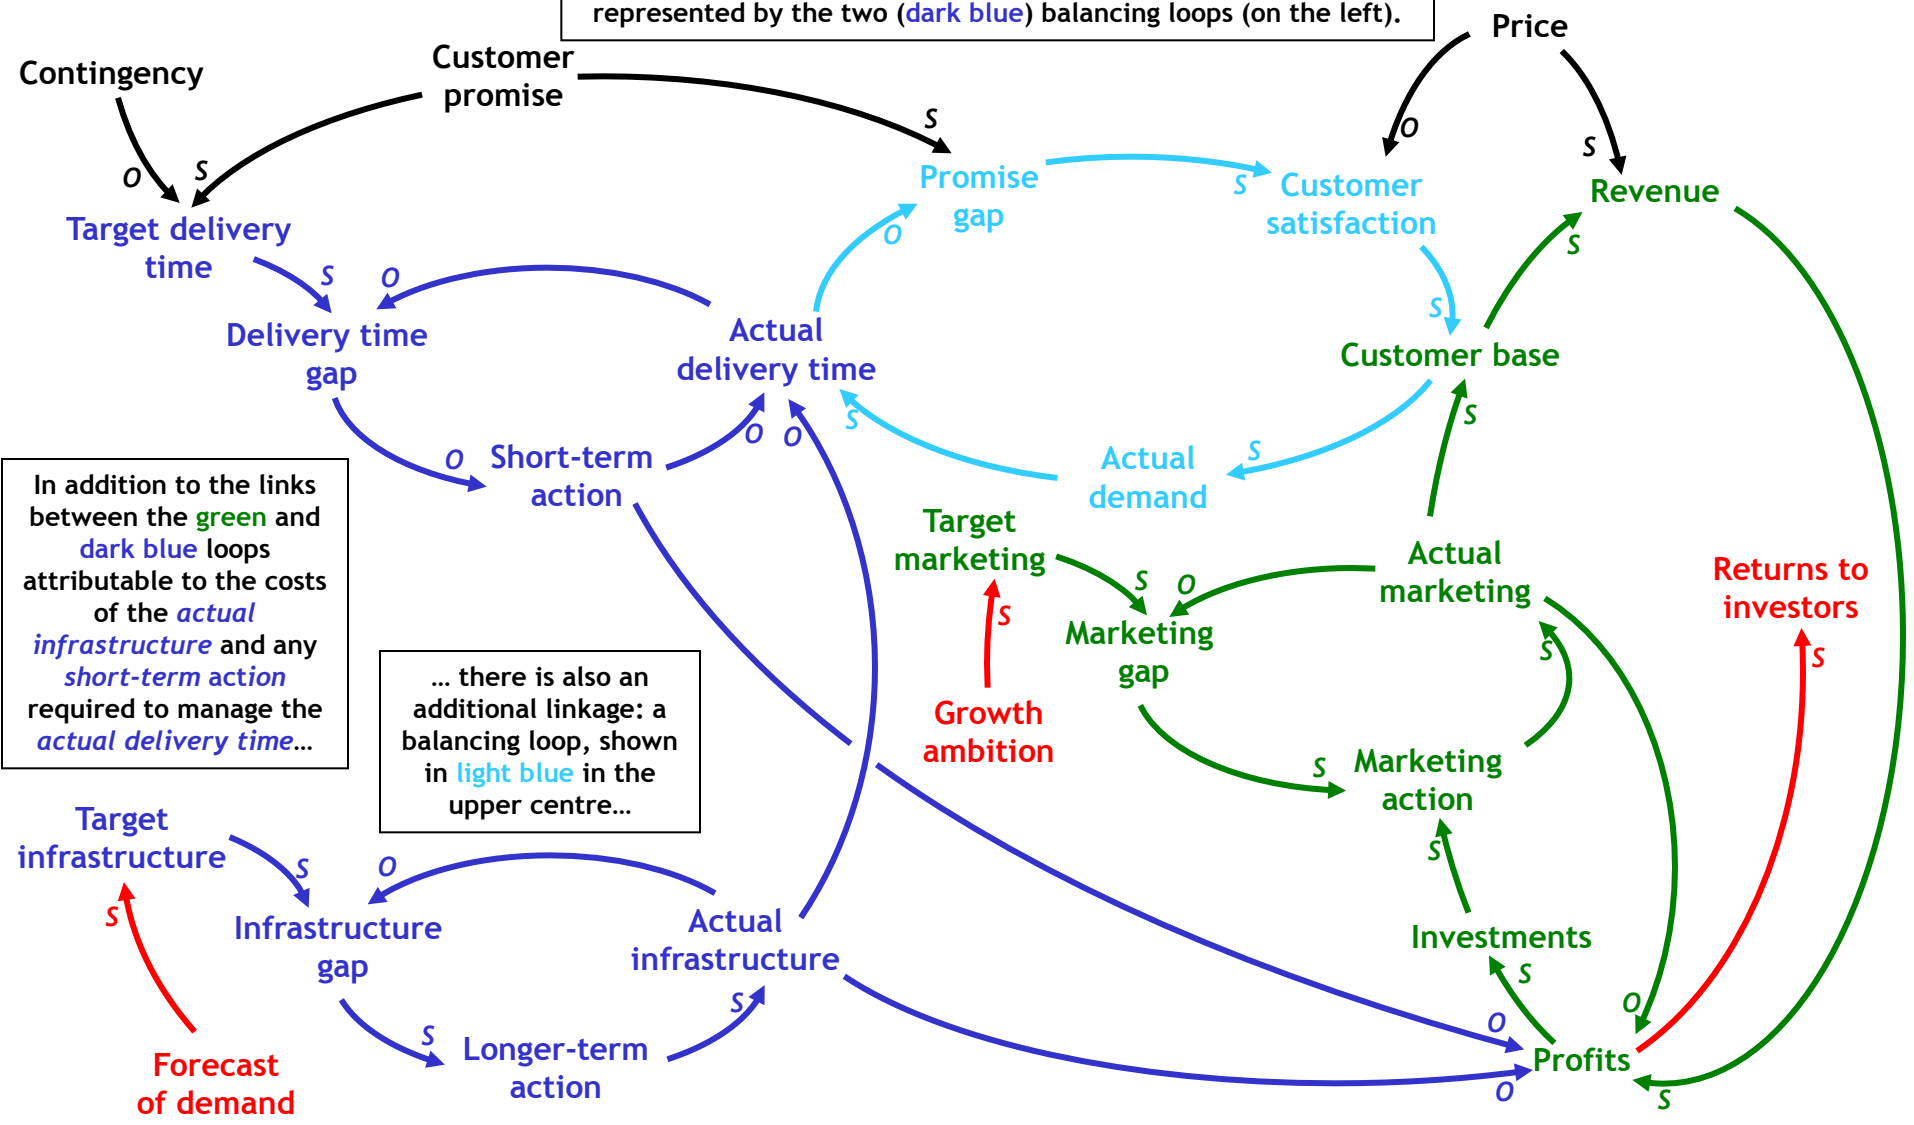 represented by the two (dark blue) balancing loops (on the left).
Price
Contingency
Customer
promise
S
O
S
O
S
Promise
gap
S
Customer
satisfaction
Revenue
Target delivery
time
S
O
O
S
S
Delivery time
gap
Actual
delivery time
Customer base
O
O
O
S
S
S
Short-term
action
Actual
demand
In addition to the links
between the green and
dark blue loops
attributable to the costs
of the actual
infrastructure and any
short-term action
required to manage the
actual delivery time…
Target
marketing
S
O
Actual
marketing
Returns to
investors
S
Marketing
gap
S
S
Growth
ambition
… there is also an
additional linkage: a
balancing loop, shown
in light blue in the
upper centre…
S
Marketing
action
S
Target
infrastructure
S
O
S
Infrastructure
gap
Actual
infrastructure
Investments
S
S
S
O
O
Longer-term
action
Profits
O
S
Forecast
of demand